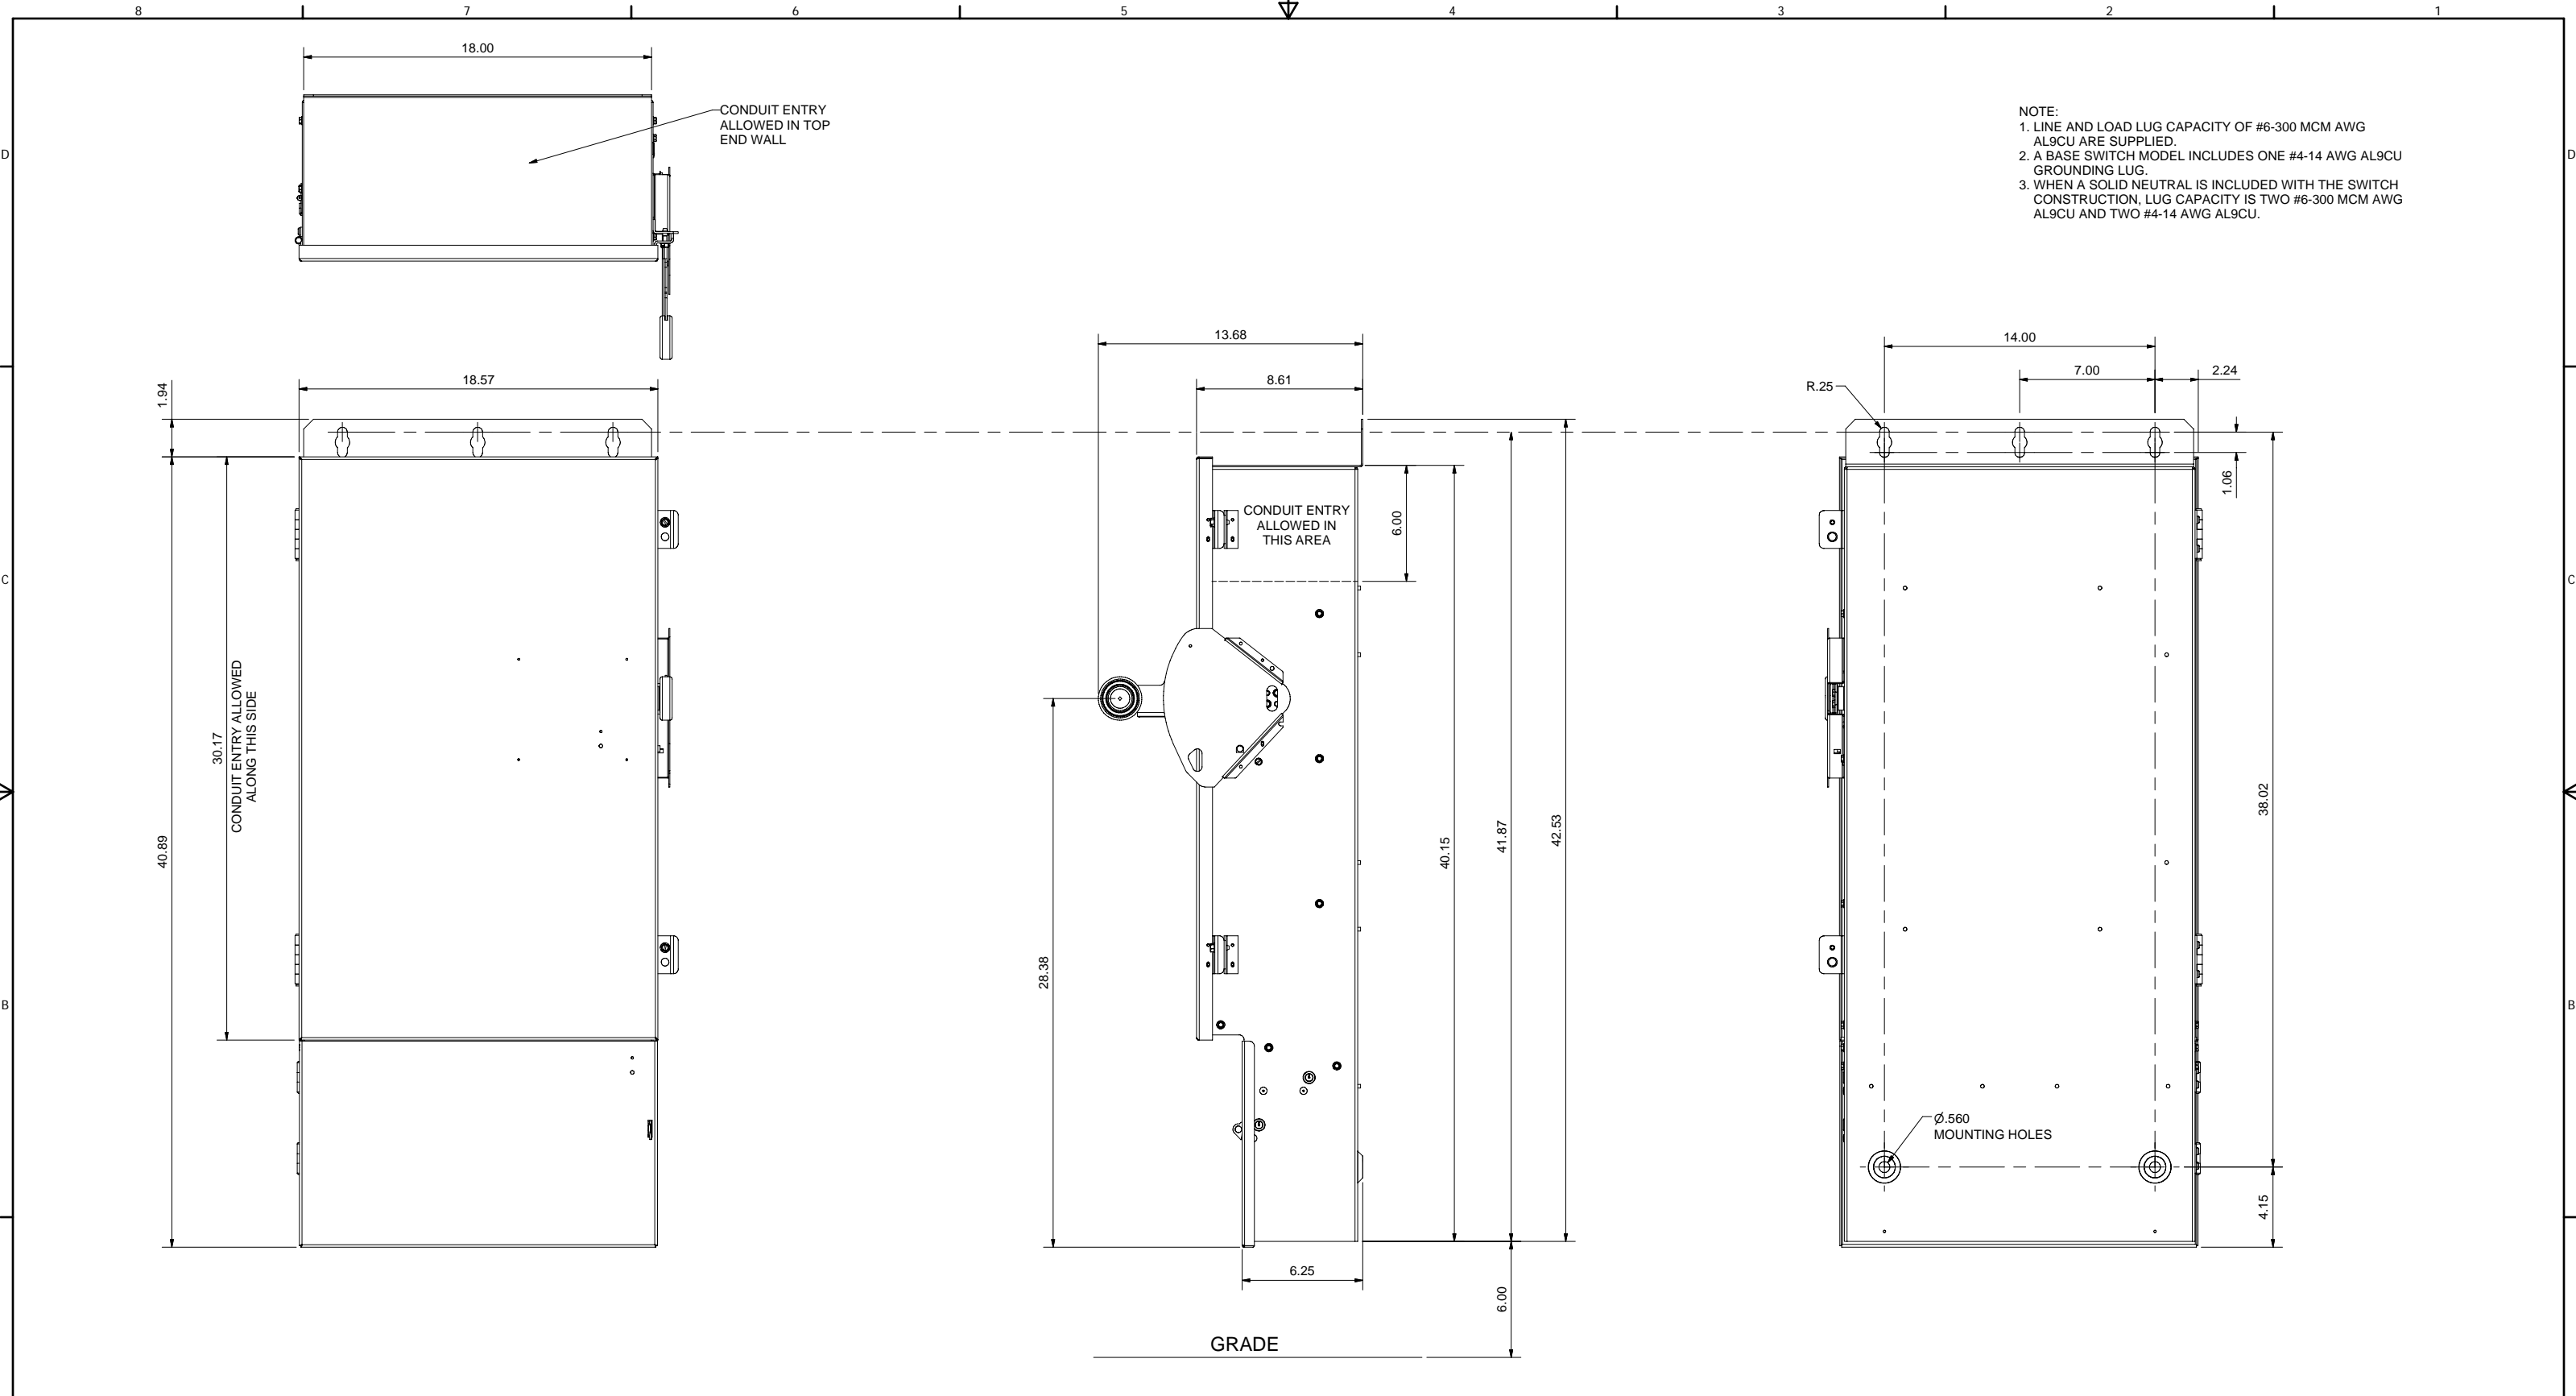 8 7 6 5 4 3 2 1
18.00
CONDUIT ENTRY
ALLOWED IN TOP
END WALL
NOTE:
1. LINE AND LOAD LUG CAPACITY OF #6-300 MCM AWG
AL9CU ARE SUPPLIED.
2. A BASE SWITCH MODEL INCLUDES ONE #4-14 AWG AL9CU
GROUNDING LUG.
3. WHEN A SOLID NEUTRAL IS INCLUDED WITH THE SWITCH
CONSTRUCTION, LUG CAPACITY IS TWO #6-300 MCM AWG
AL9CU AND TWO #4-14 AWG AL9CU.
D D
1.94
18.57
40.89
30.17
CONDUIT ENTRY ALLOWED
ALONG THIS SIDE
13.68
8.61
CONDUIT ENTRY
ALLOWED IN
THIS AREA
6.00
28.38
40.15
41.87
42.53
6.25
6.00
GRADE
14.00
7.00
2.24
R.25
1.06
38.02
Ø.560
MOUNTING HOLES
4.15
C C
B B